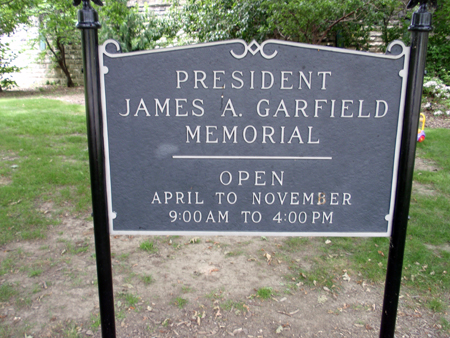 PRESIDENT
JAMES A. GARFIELD
MEMORIAL
OPEN
APRIL TO NOVEMBER
9:00AM TO 4:00PM